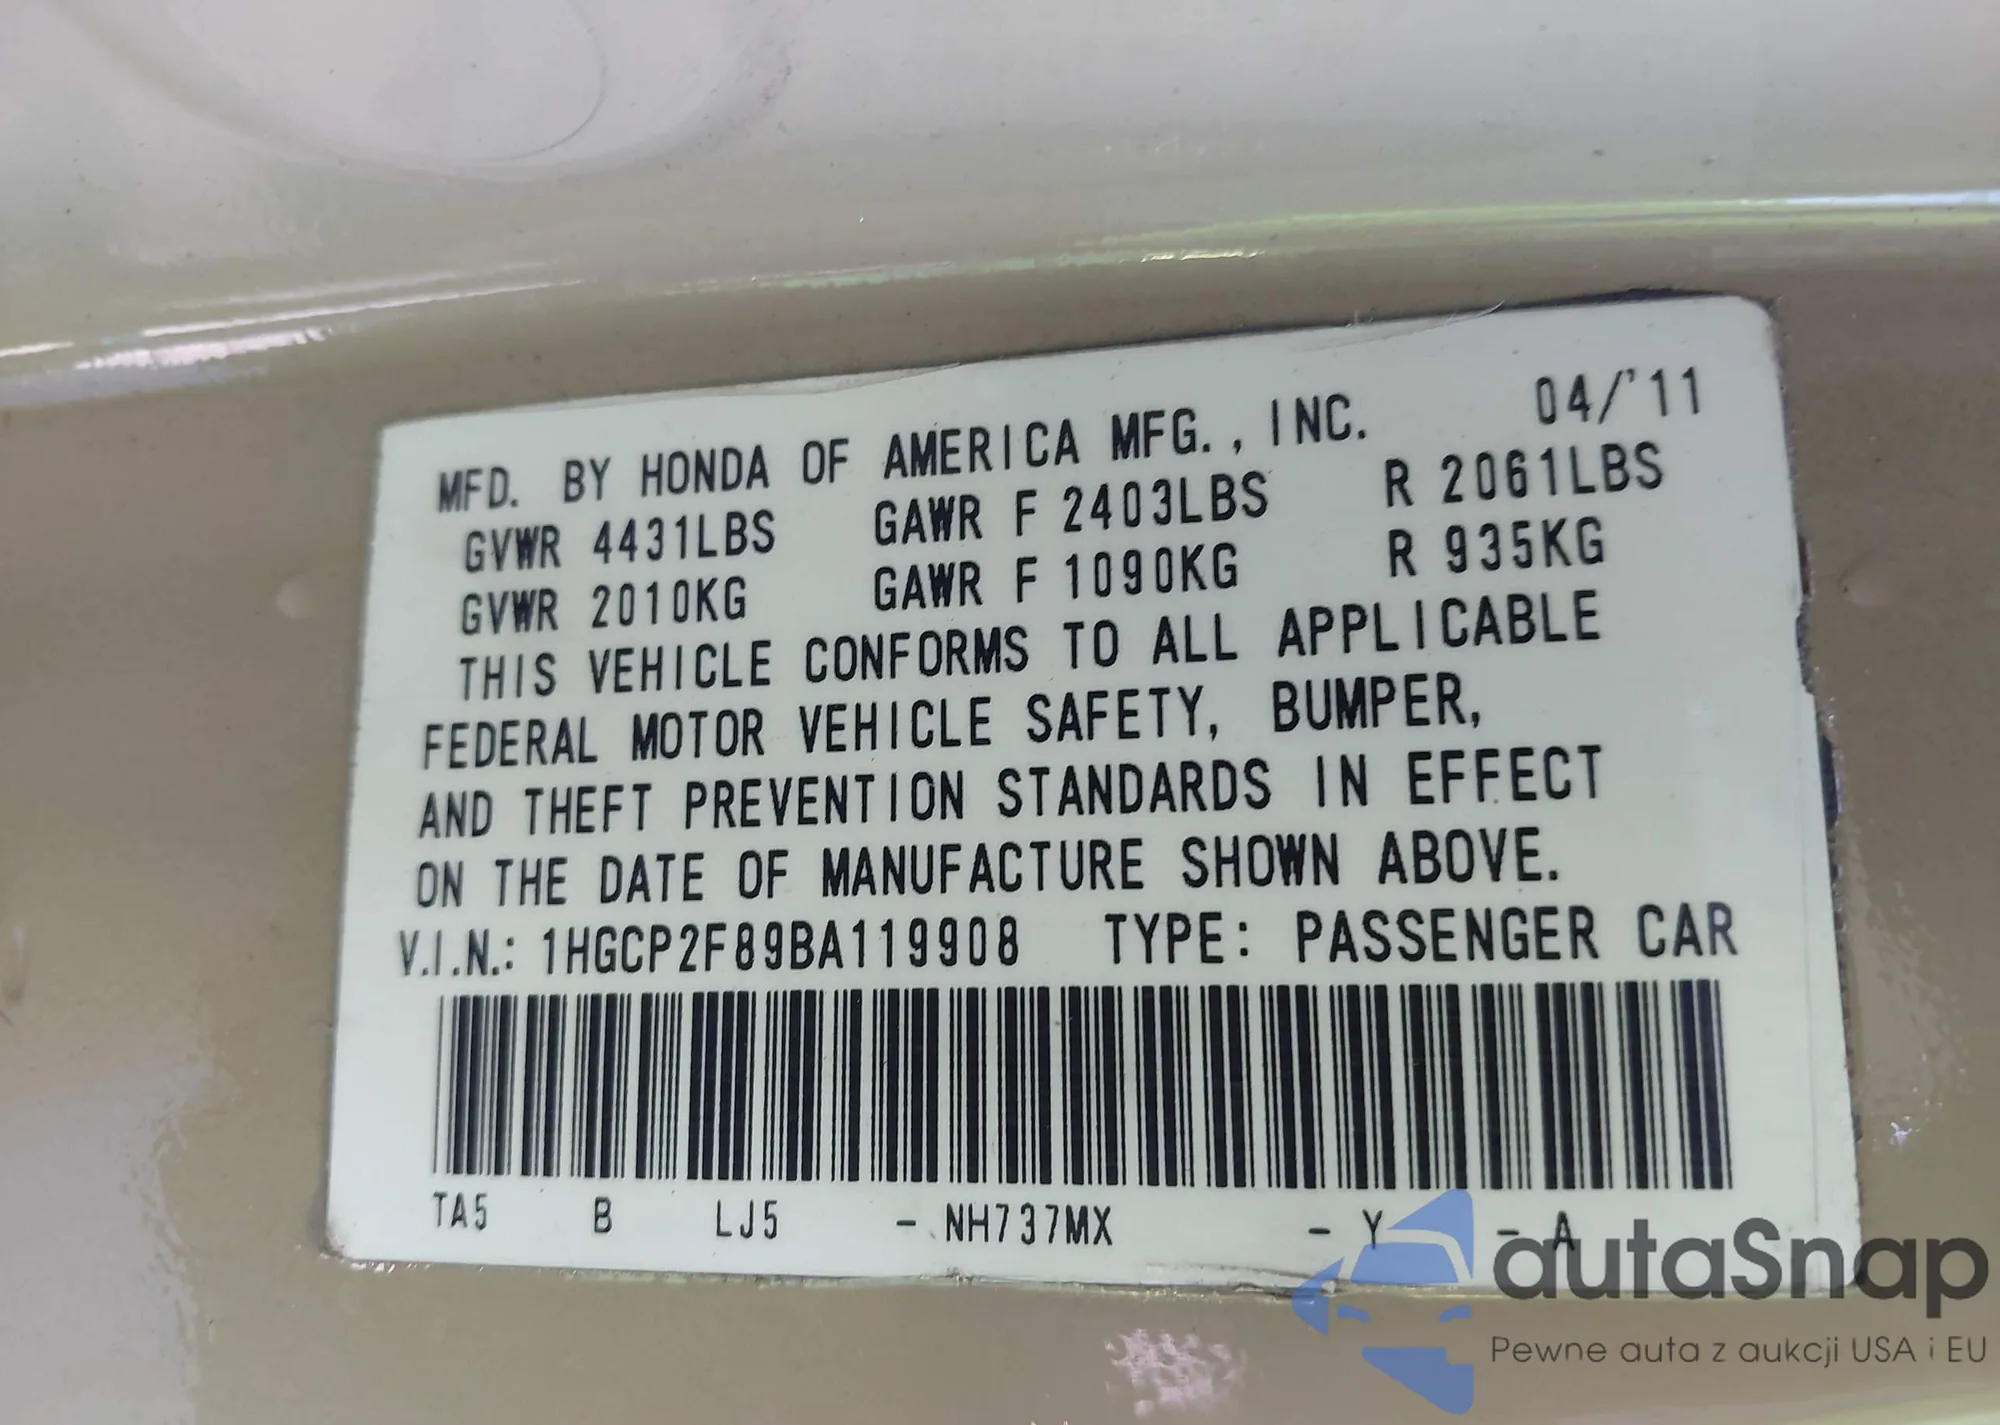 MFD. BY HONDA OF AMERICA MFG., INC. 04/'11
GVWR 4431LBS GAWR F 2403LBS R 2061LBS
GVWR 2010KG GAWR F 1090KG R 935KG
THIS VEHICLE CONFORMS TO ALL APPLICABLE
FEDERAL MOTOR VEHICLE SAFETY, BUMPER,
AND THEFT PREVENTION STANDARDS IN EFFECT
ON THE DATE OF MANUFACTURE SHOWN ABOVE.
V.I.N.: 1HGCP2F89BA119908 TYPE: PASSENGER CAR
TA5 B LJ5 - NH737MX - Y - A
autaSnap
Pewne auta z aukcji USA i EU